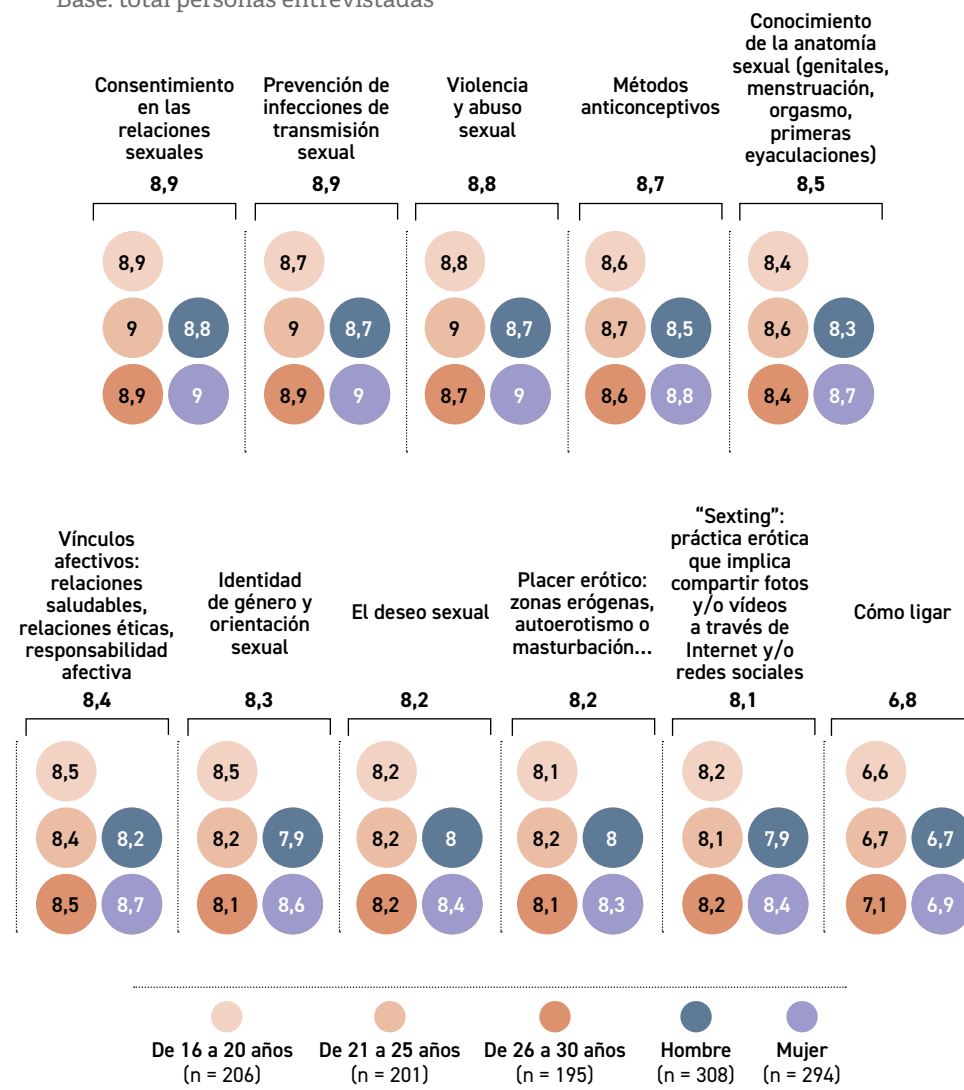 Base: total personas entrevistadas
Consentimiento
en las
relaciones
sexuales
8,9
8,9
9
8,8
8,9
9
Prevención de
infecciones de
transmisión
sexual
8,9
8,7
9
8,7
8,9
9
Violencia
y abuso
sexual
8,8
8,8
9
8,7
8,7
9
Métodos
anticonceptivos
8,7
8,6
8,7
8,5
8,6
8,8
Conocimiento
de la anatomía
sexual (genitales,
menstruación,
orgasmo,
primeras
eyaculaciones)
8,5
8,4
8,6
8,3
8,4
8,7
Vínculos
afectivos:
relaciones
saludables,
relaciones éticas,
responsabilidad
afectiva
8,4
8,5
8,4
8,2
8,5
8,7
Identidad
de género y
orientación
sexual
8,3
8,5
8,2
7,9
8,1
8,6
El deseo sexual
8,2
8,2
8,2
8
8,2
8,4
Placer erótico:
zonas erógenas,
autoerotismo o
masturbación...
8,2
8,1
8,2
8
8,1
8,3
“Sexting”:
práctica erótica
que implica
compartir fotos
y/o vídeos
a través de
Internet y/o
redes sociales
8,1
8,2
8,1
7,9
8,2
8,4
Cómo ligar
6,8
6,6
6,7
6,7
7,1
6,9
De 16 a 20 años
(n = 206)
De 21 a 25 años
(n = 201)
De 26 a 30 años
(n = 195)
Hombre
(n = 308)
Mujer
(n = 294)